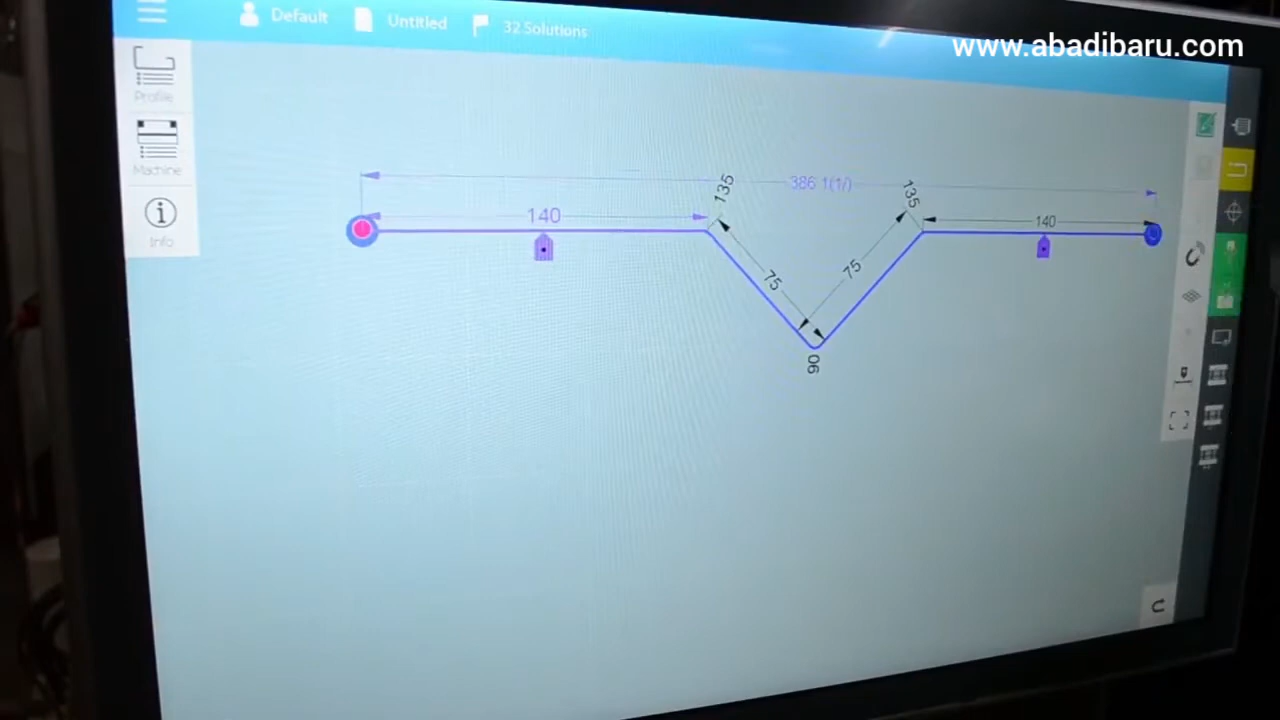 Default
Untitled
32 Solutions
www.abadibaru.com
Profile
Machine
Info
135
386 1(1/)
135
140
140
75
75
90